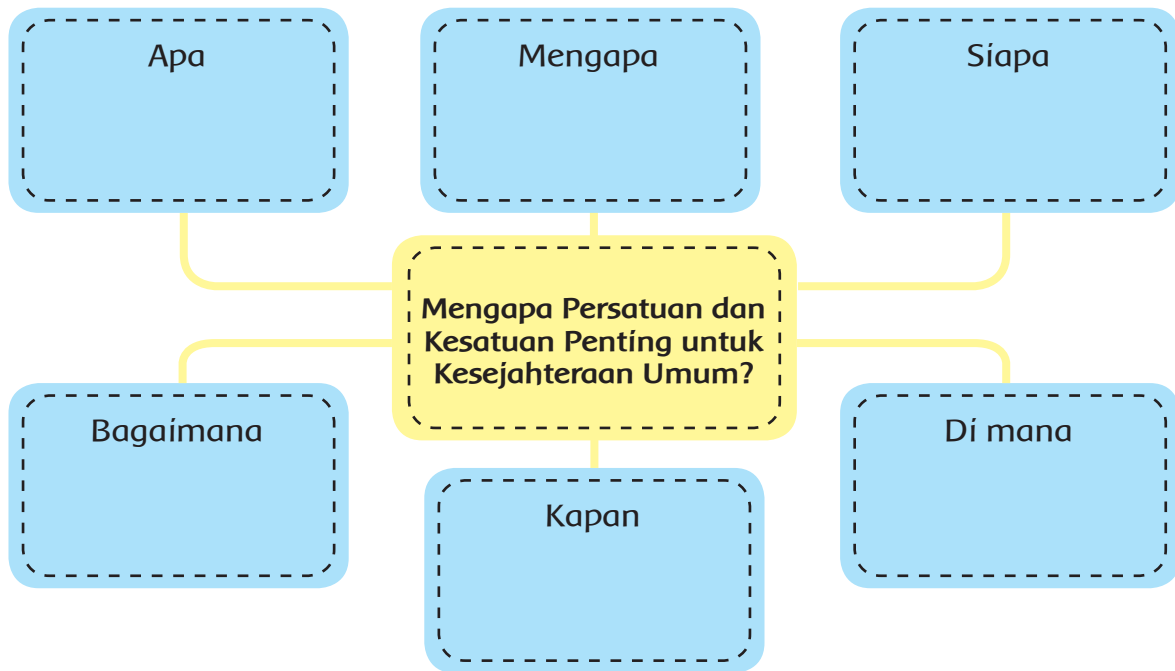 Apa
Mengapa
Siapa
Mengapa Persatuan dan
Kesatuan Penting untuk
Kesejahteraan Umum?
Bagaimana
Di mana
Kapan